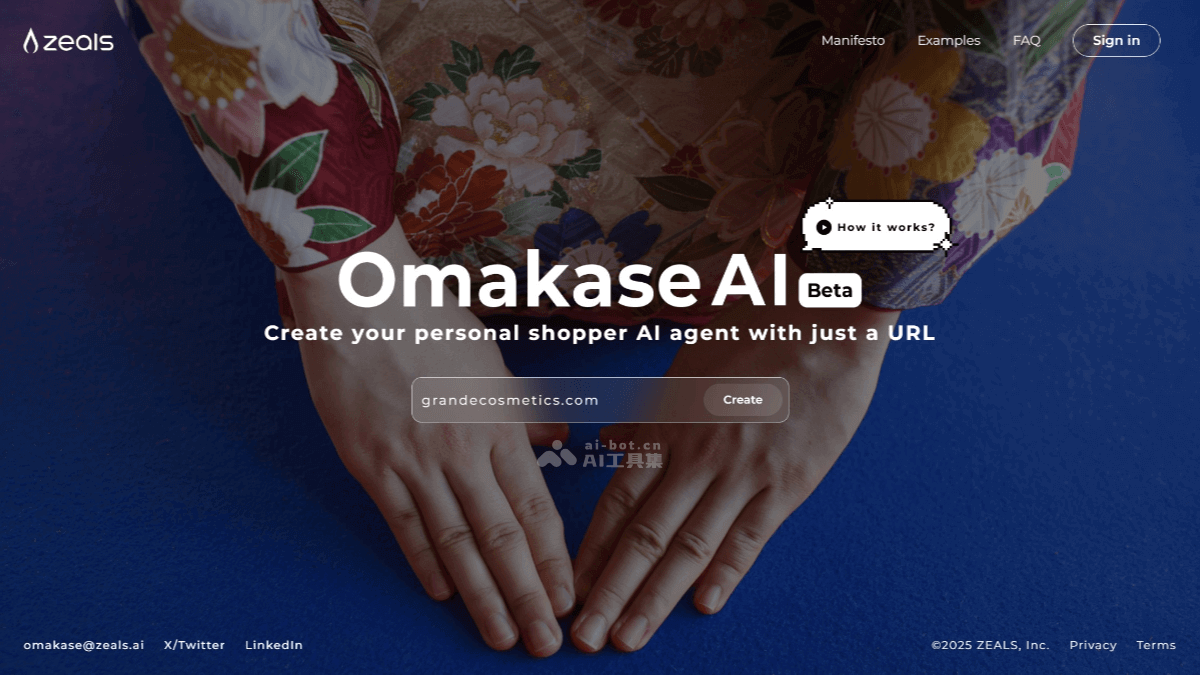 zeals
Manifesto Examples FAQ Sign in
How it works?
Omakase AI Beta
Create your personal shopper AI agent with just a URL
grandecosmetics.com Create
ai-bot.cn
AI工具集
omakase@zeals.ai X/Twitter LinkedIn ©2025 ZEALS, Inc. Privacy Terms